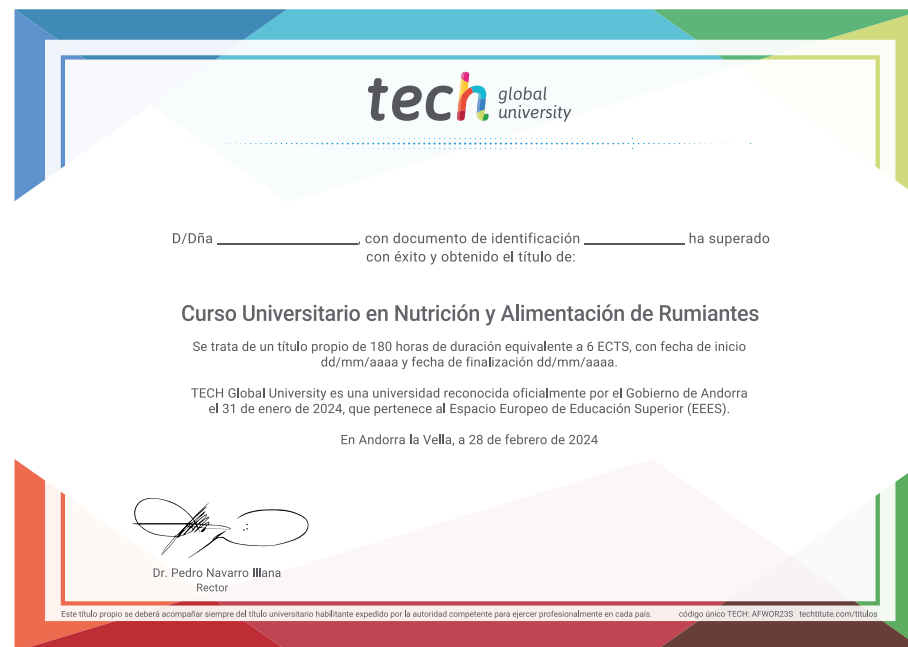 tech global
university
D/Dña ______________________, con documento de identificación ________________ ha superado
con éxito y obtenido el título de:
Curso Universitario en Nutrición y Alimentación de Rumiantes
Se trata de un título propio de 180 horas de duración equivalente a 6 ECTS, con fecha de inicio
dd/mm/aaaa y fecha de finalización dd/mm/aaaa.
TECH Global University es una universidad reconocida oficialmente por el Gobierno de Andorra
el 31 de enero de 2024, que pertenece al Espacio Europeo de Educación Superior (EEES).
En Andorra la Vella, a 28 de febrero de 2024
Dr. Pedro Navarro Illana
Rector
Este título propio se deberá acompañar siempre del título universitario habilitante expedido por la autoridad competente para ejercer profesionalmente en cada país. código único TECH: AFWOR23S techtitute.com/titulos